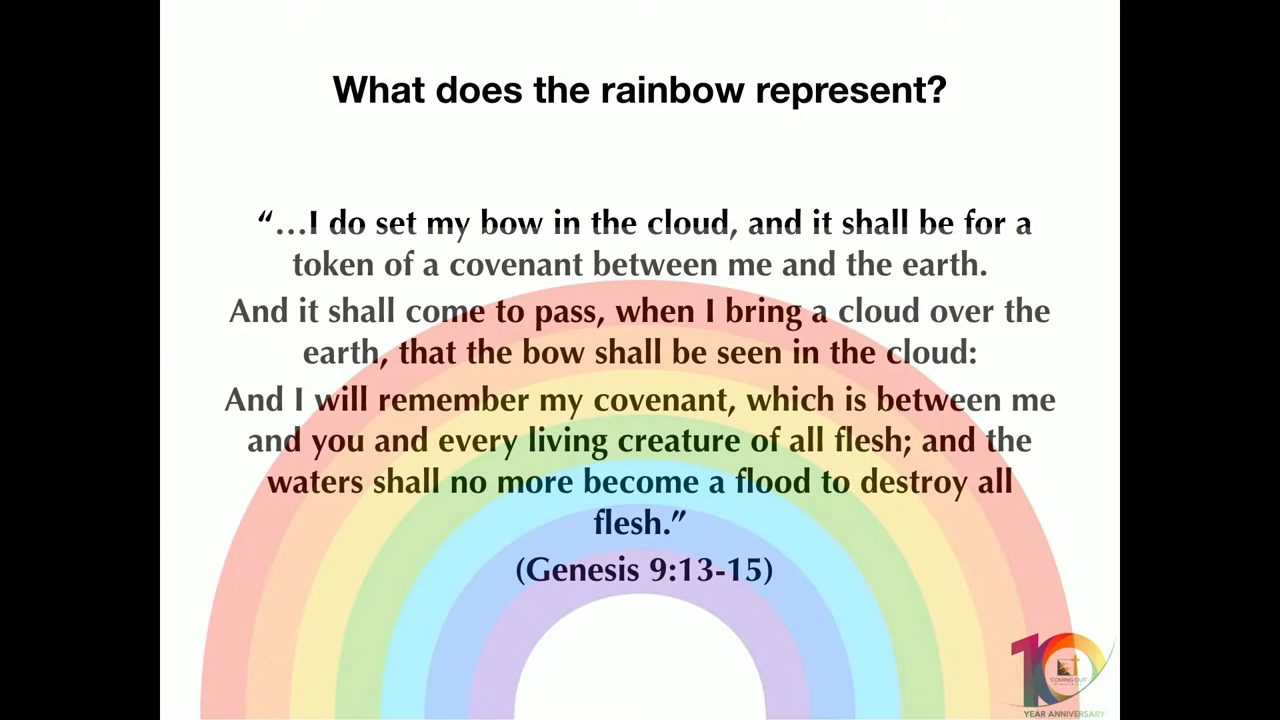 What does the rainbow represent?
“…I do set my bow in the cloud, and it shall be for a
token of a covenant between me and the earth.
And it shall come to pass, when I bring a cloud over the
earth, that the bow shall be seen in the cloud:
And I will remember my covenant, which is between me
and you and every living creature of all flesh; and the
waters shall no more become a flood to destroy all
flesh.”
(Genesis 9:13-15)
10
"COMING OUT"
MINISTRIES
YEAR ANNIVERSARY